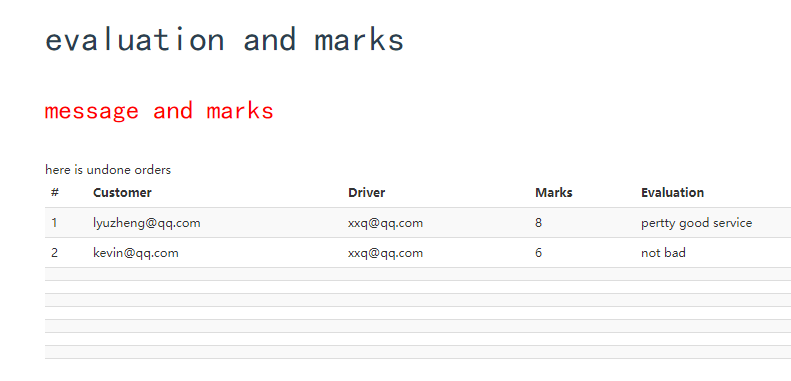 evaluation and marks
message and marks
here is undone orders
# Customer Driver Marks Evaluation
1 lyuzheng@qq.com xxq@qq.com 8 pertty good service
2 kevin@qq.com xxq@qq.com 6 not bad